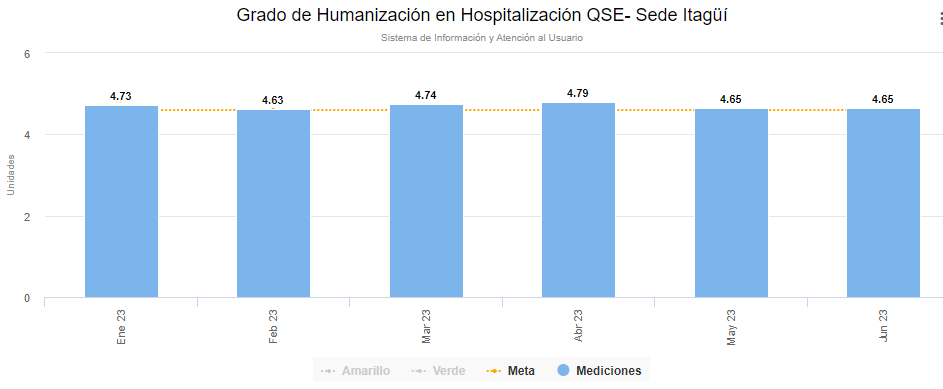 Grado de Humanización en Hospitalización QSE- Sede Itagüí
Sistema de Información y Atención al Usuario
Unidades
6
4
2
0
4.73
4.63
4.74
4.79
4.65
4.65
Ene 23
Feb 23
Mar 23
Abr 23
May 23
Jun 23
Amarillo
Verde
Meta
Mediciones